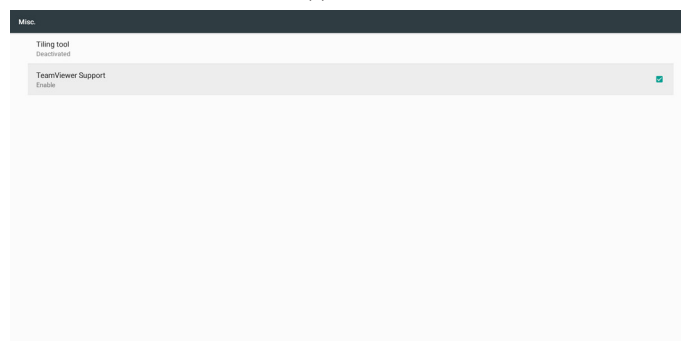 Misc.
Tiling tool
Deactivated
TeamViewer Support
Enable